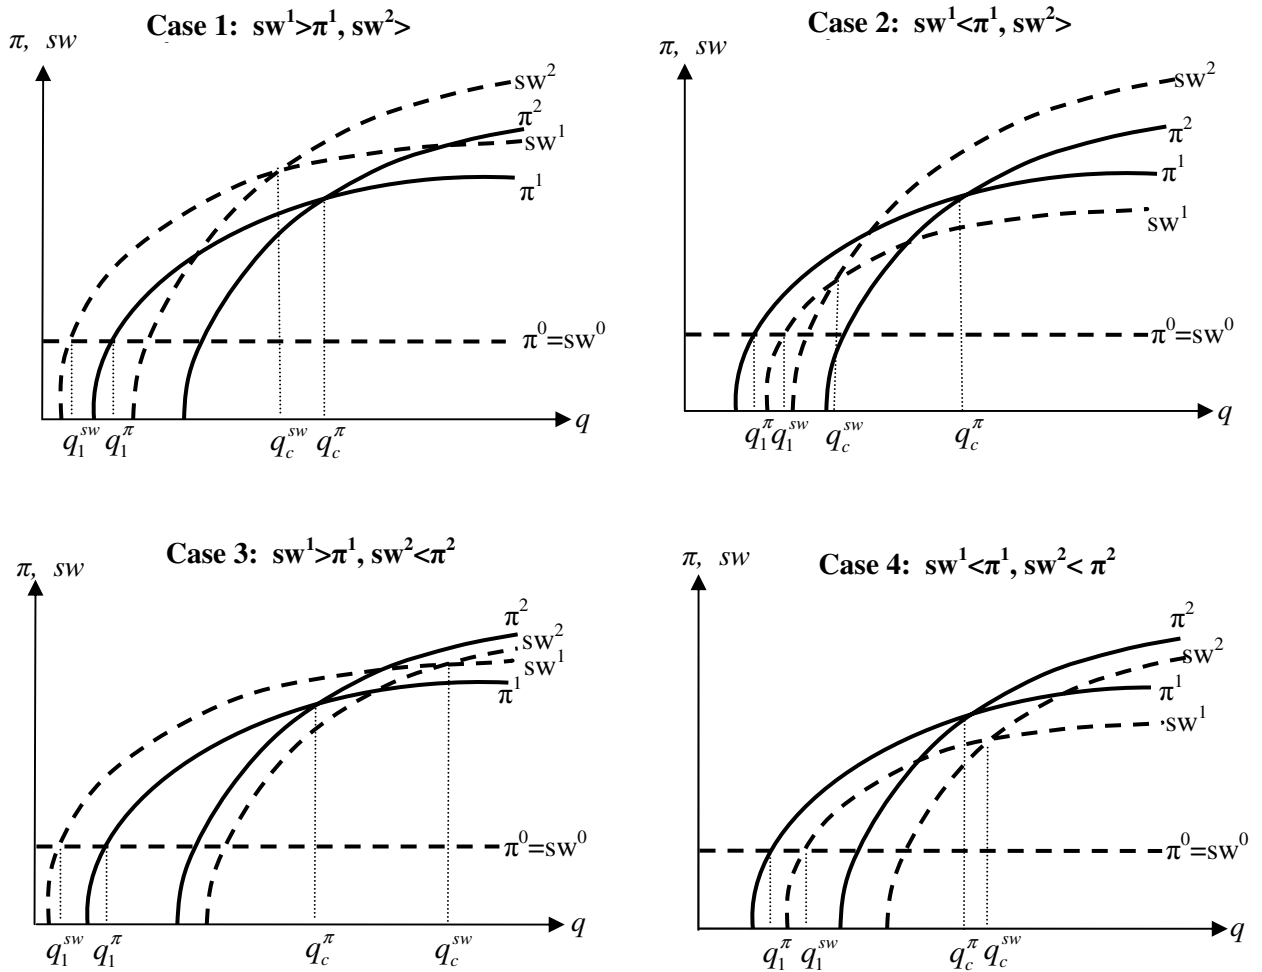 Case 1: sw¹>π¹, sw²>
π, sw
sw²
π²
sw¹
π¹
π⁰=sw⁰
q
q₁^sw q₁^π q_c^sw q_c^π
Case 2: sw¹<π¹, sw²>
π, sw
sw²
π²
π¹
sw¹
π⁰=sw⁰
q
q₁^π q₁^sw q_c^sw q_c^π
Case 3: sw¹>π¹, sw²<π²
π, sw
π²
sw²
sw¹
π¹
π⁰=sw⁰
q
q₁^sw q₁^π q_c^π q_c^sw
Case 4: sw¹<π¹, sw²< π²
π, sw
π²
sw²
π¹
sw¹
π⁰=sw⁰
q
q₁^π q₁^sw q_c^π q_c^sw